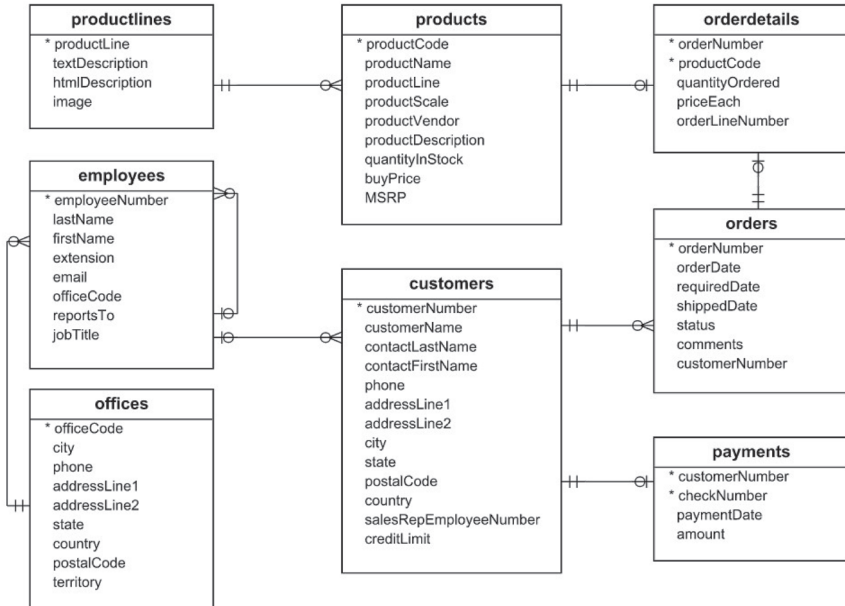 productlines
* productLine
textDescription
htmlDescription
image
products
* productCode
productName
productLine
productScale
productVendor
productDescription
quantityInStock
buyPrice
MSRP
orderdetails
* orderNumber
* productCode
quantityOrdered
priceEach
orderLineNumber
employees
* employeeNumber
lastName
firstName
extension
email
officeCode
reportsTo
jobTitle
customers
* customerNumber
customerName
contactLastName
contactFirstName
phone
addressLine1
addressLine2
city
state
postalCode
country
salesRepEmployeeNumber
creditLimit
orders
* orderNumber
orderDate
requiredDate
shippedDate
status
comments
customerNumber
offices
* officeCode
city
phone
addressLine1
addressLine2
state
country
postalCode
territory
payments
* customerNumber
* checkNumber
paymentDate
amount